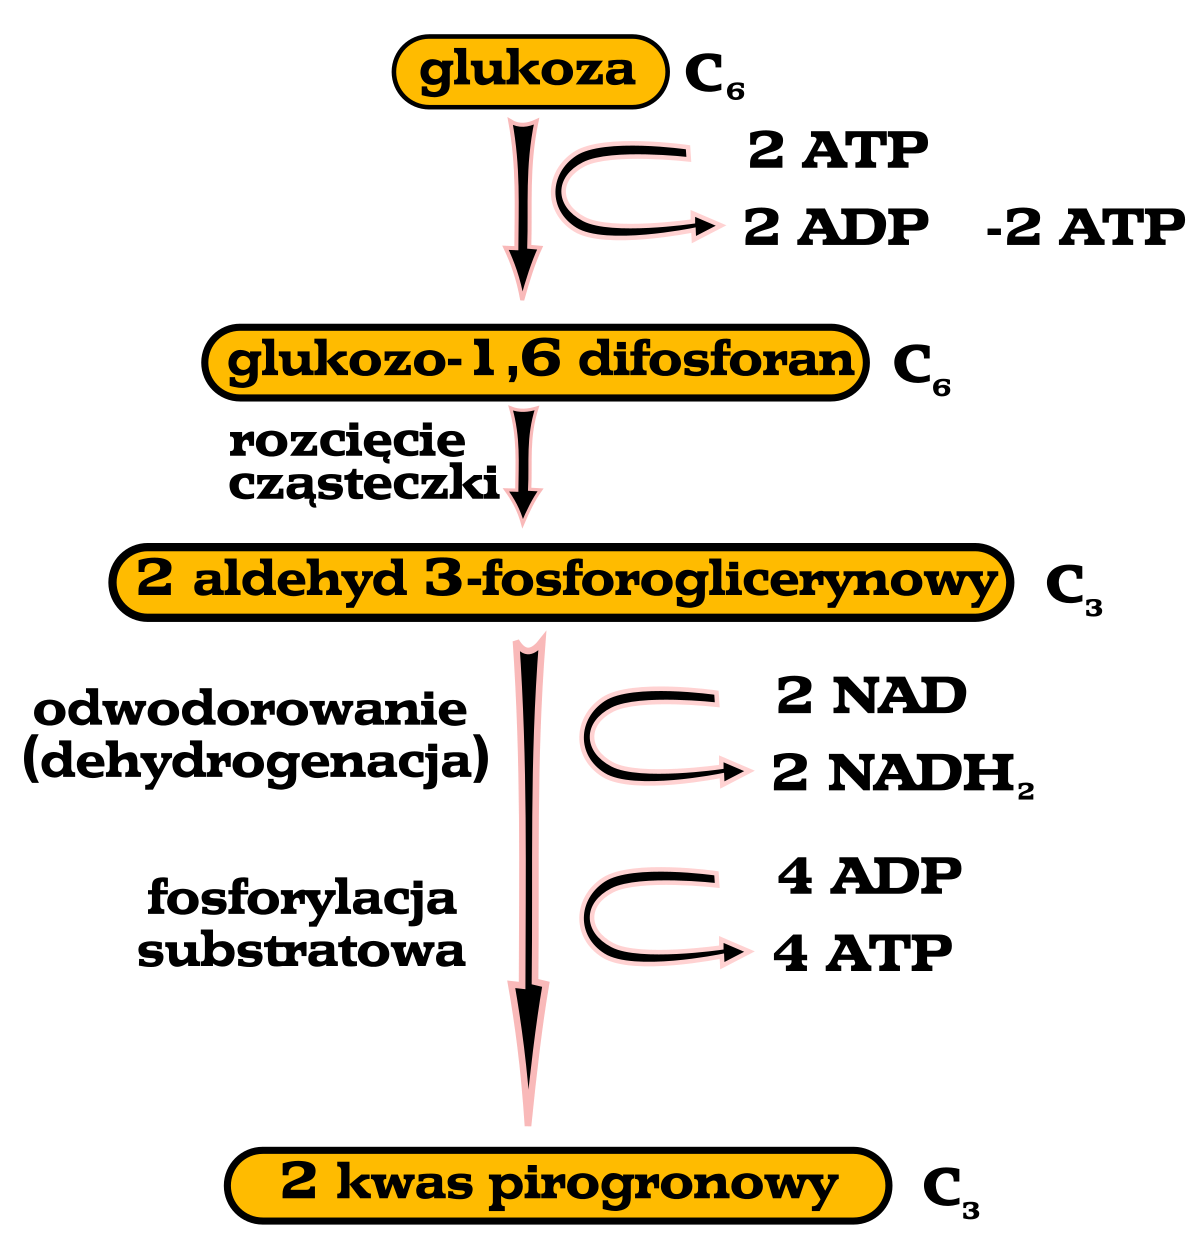 glukoza C₆
2 ATP
2 ADP -2 ATP
glukozo-1,6 difosforan C₆
rozcięcie
cząsteczki
2 aldehyd 3-fosforoglicerynowy C₃
odwodorowanie
(dehydrogenacja)
2 NAD
2 NADH₂
fosforylacja
substratowa
4 ADP
4 ATP
2 kwas pirogronowy C₃